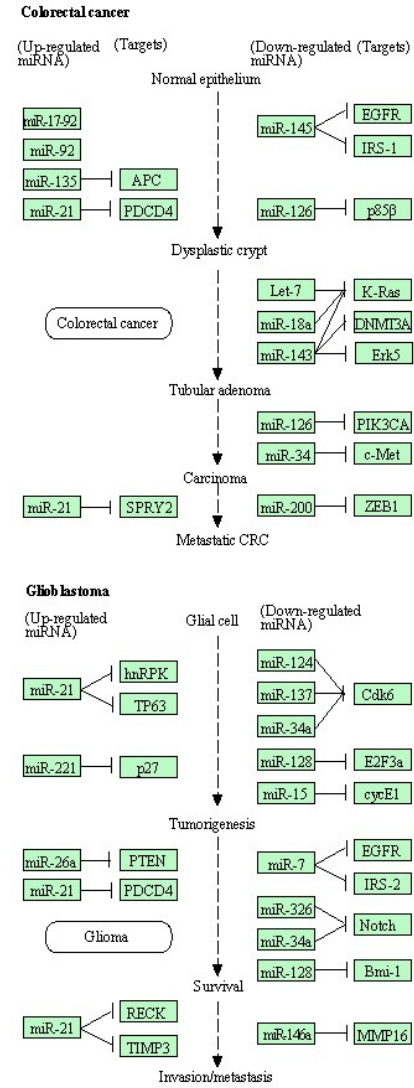 Colorectal cancer
(Up-regulated (Targets) (Down-regulated (Targets)
miRNA) miRNA)
Normal epithelium
miR-17-92 EGFR
miR-145
miR-92 IRS-1
miR-135 APC
miR-21 PDCD4 miR-126 p85β
Dysplastic crypt
Let-7 K-Ras
Colorectal cancer miR-18a DNMT3A
miR-143 Erk5
Tubular adenoma
miR-126 PIK3CA
miR-34 c-Met
Carcinoma
miR-21 SPRY2 miR-200 ZEB1
Metastatic CRC
Glioblastoma
(Up-regulated Glial cell (Down-regulated
miRNA) miRNA)
miR-124
hnRPK
miR-21 miR-137 Cdk6
TP63
miR-34a
miR-221 p27 miR-128 E2F3a
miR-15 cycE1
Tumorigenesis
miR-26a PTEN EGFR
miR-7
miR-21 PDCD4 IRS-2
miR-326
Glioma Notch
miR-34a
miR-128 Bmi-1
Survival
RECK
miR-21 miR-146a MMP16
TIMP3
Invasion/metastasis